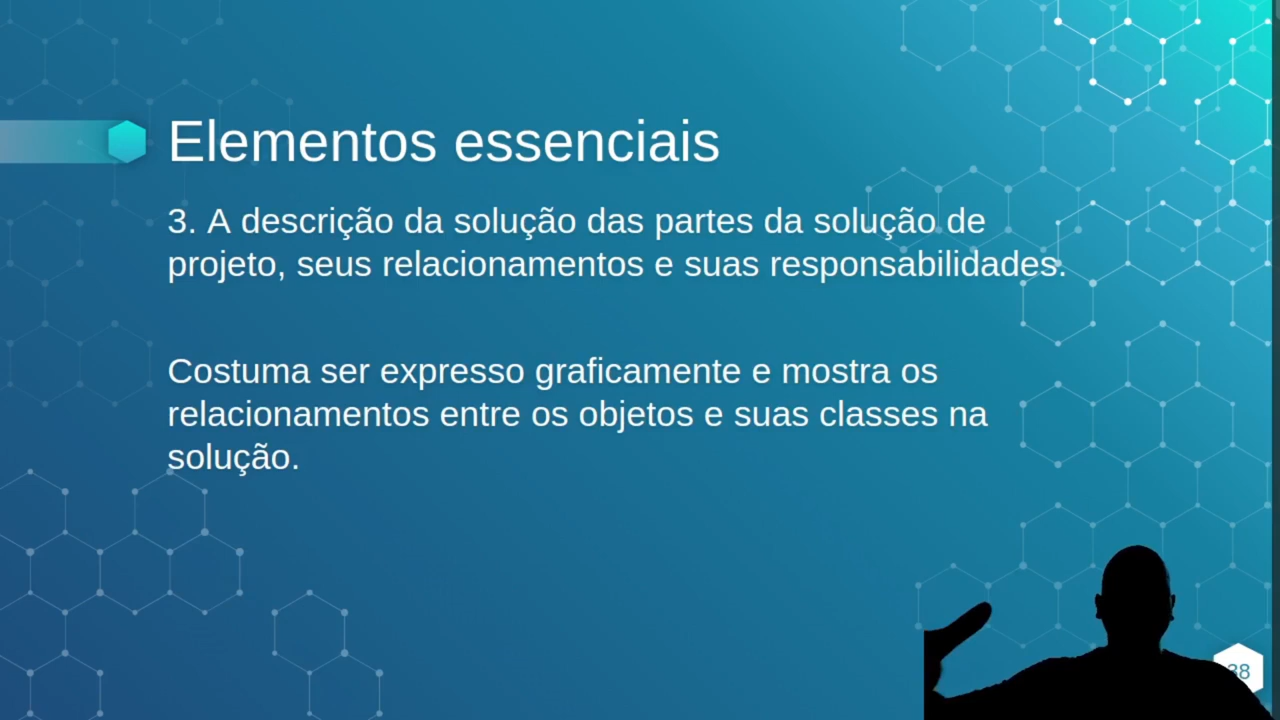 Elementos essenciais
3. A descrição da solução das partes da solução de
projeto, seus relacionamentos e suas responsabilidades.
Costuma ser expresso graficamente e mostra os
relacionamentos entre os objetos e suas classes na
solução.
38